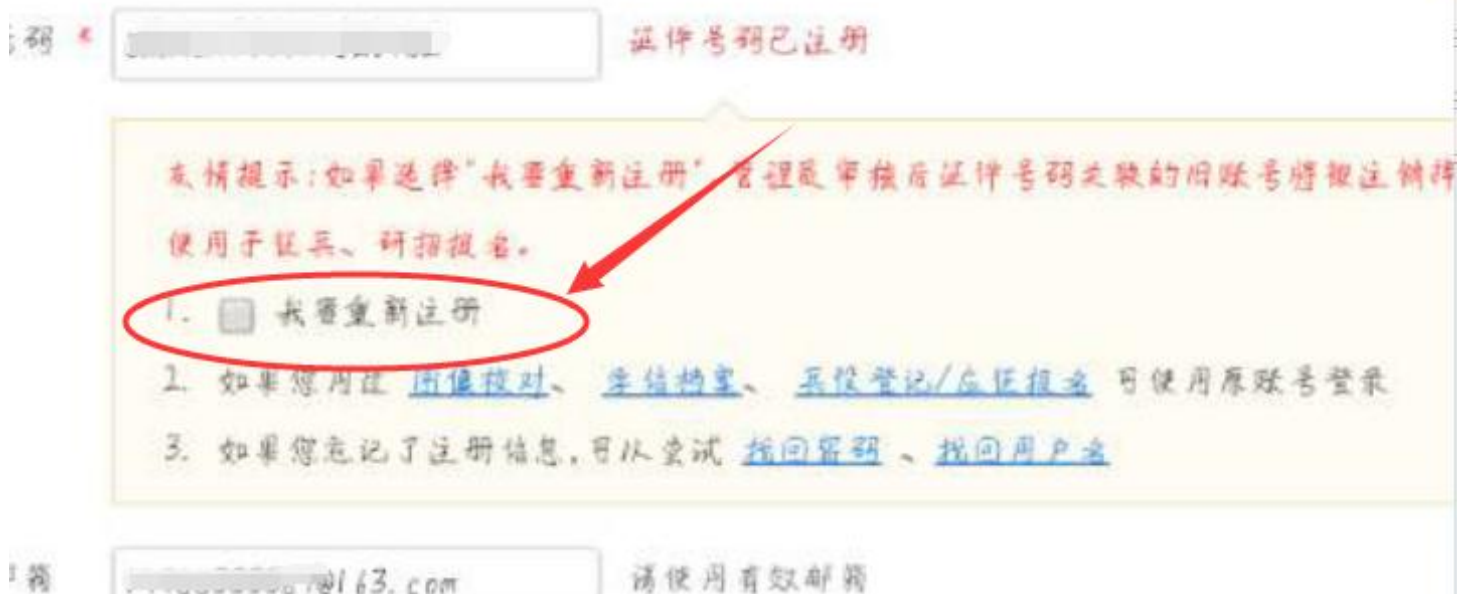 码 * 证件号码已注册
友情提示:如果选择"我要重新注册" 管理员审核后证件号码关联的旧账号将被注销掉
使用于征兵、研招报名。
1. 我要重新注册
2. 如果您用过 图像校对、 学信档案、 兵役登记/应征报名 可使用原账号登录
3. 如果您忘记了注册信息,可以尝试 找回密码 、找回用户名
箱 @163.com 请使用有效邮箱